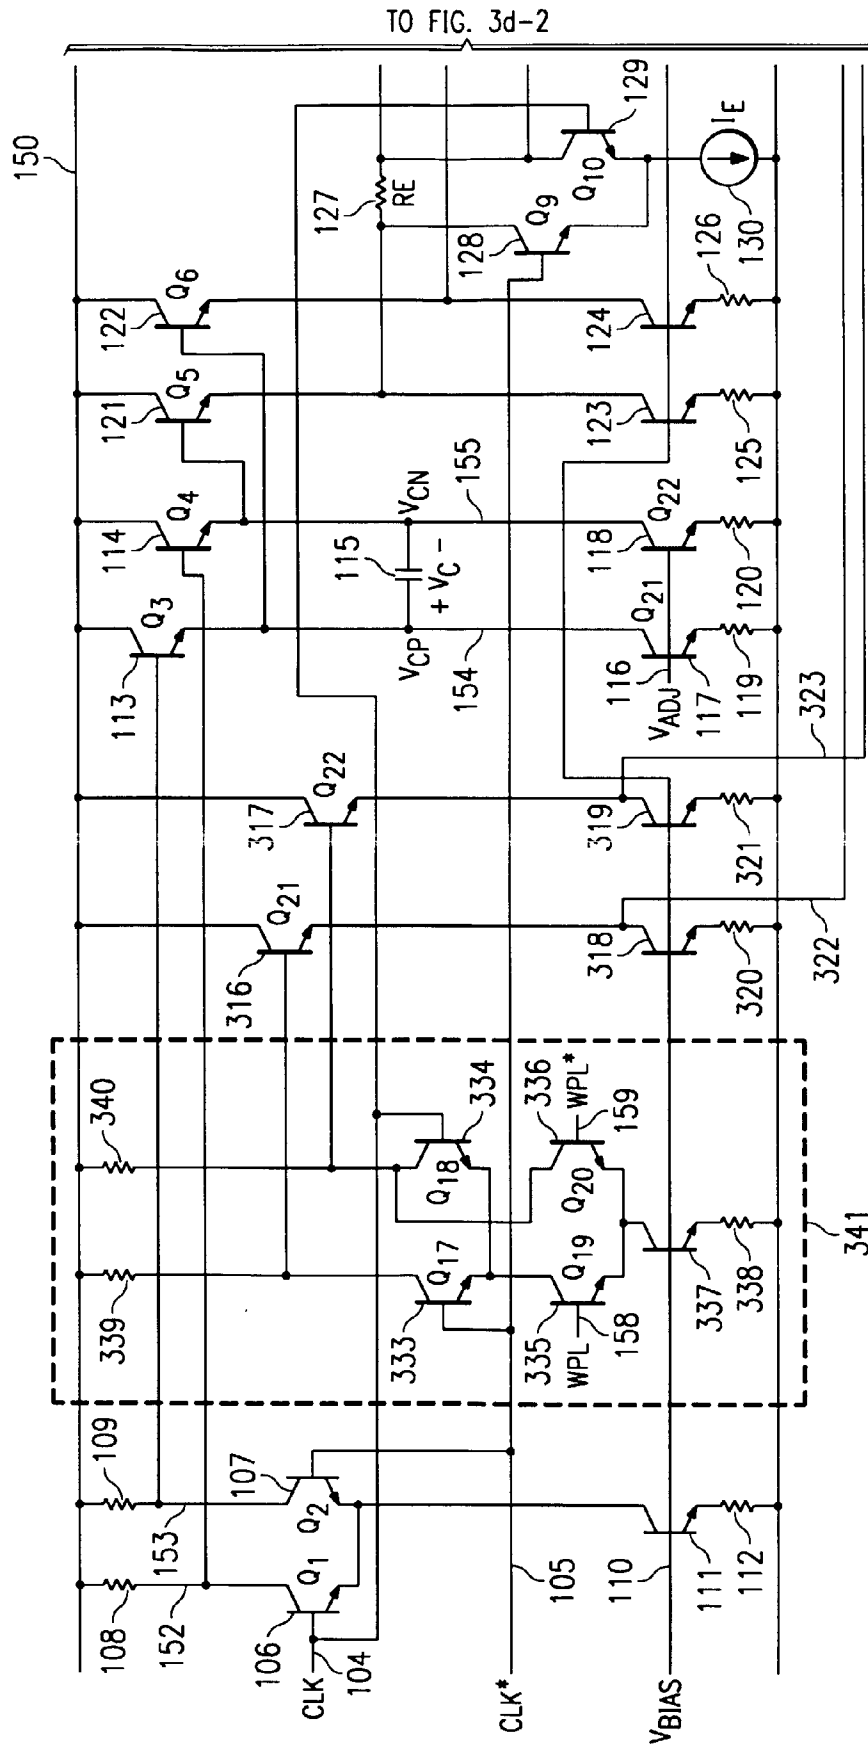 TO FIG. 3d-2
150
108
109
339
340
113
Q3
114
Q4
121
Q5
122
Q6
152
153
316
Q21
317
Q22
127
RE
106
Q1
107
Q2
CLK
104
333
Q17
Q18
334
VCP
VCN
115
+ VC -
154
155
128
Q9
Q10
129
CLK*
105
335
Q19
Q20
336
WPL
158
WPL*
159
VBIAS
110
111
112
337
338
341
318
319
320
321
322
323
116
VADJ
Q21
117
119
118
Q22
120
123
125
124
126
130
IE